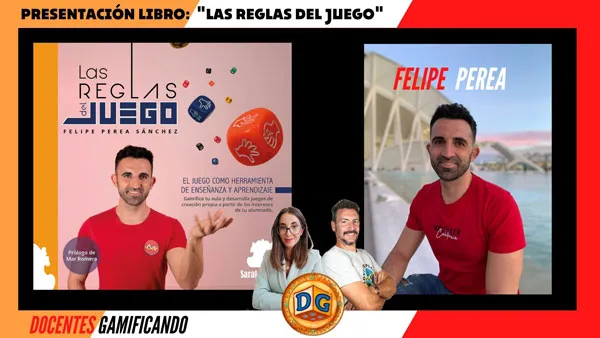 PRESENTACIÓN LIBRO: "LAS REGLAS DEL JUEGO"
Las
REGLAS
del JUEGO
FELIPE PEREA SÁNCHEZ
EL JUEGO COMO HERRAMIENTA
DE ENSEÑANZA Y APRENDIZAJE
Gamifica tu aula y desarrolla juegos de
creación propia a partir de los intereses
de tu alumnado.
Prólogo de
Mar Romera
FELIPE PEREA
DG
DOCENTES GAMIFICANDO